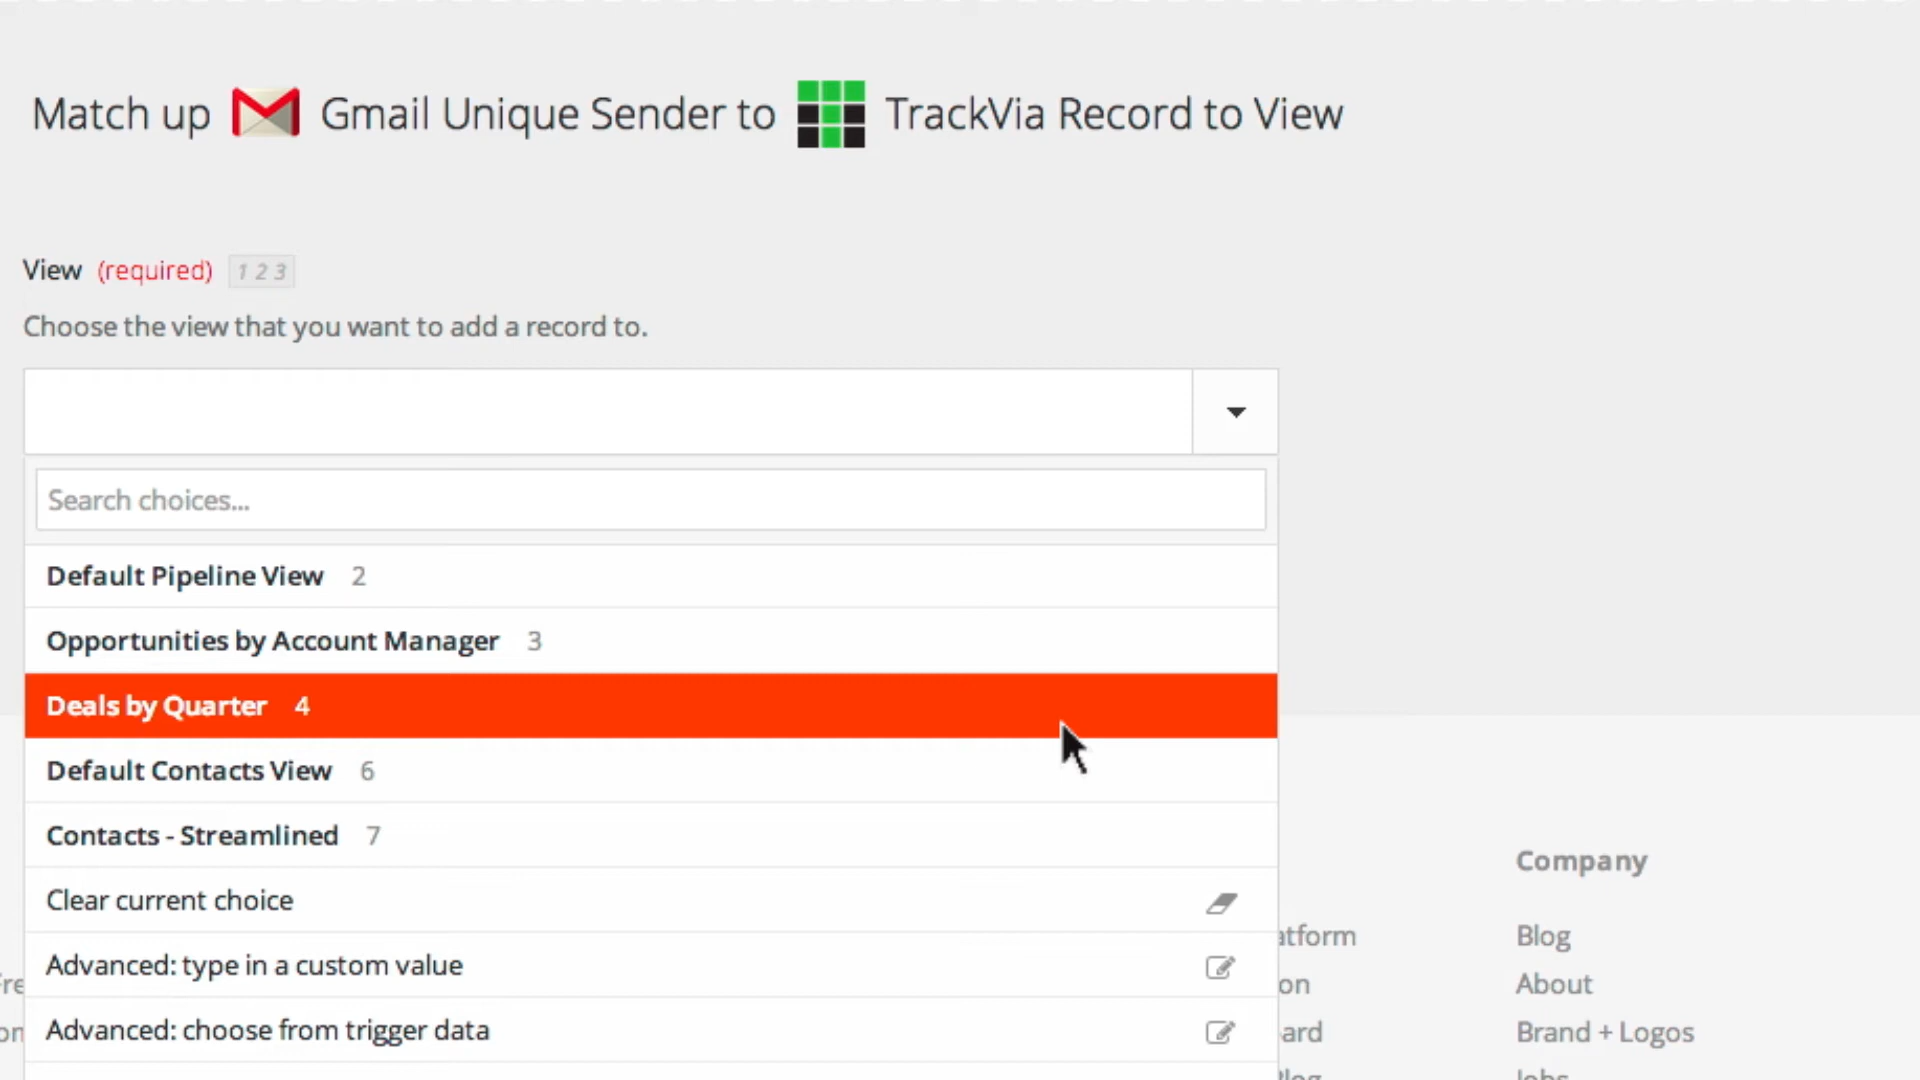 Match up Gmail Unique Sender to TrackVia Record to View
View (required) 1 2 3
Choose the view that you want to add a record to.
Search choices...
Default Pipeline View 2
Opportunities by Account Manager 3
Deals by Quarter 4
Default Contacts View 6
Contacts - Streamlined 7
Clear current choice
Advanced: type in a custom value
Advanced: choose from trigger data
Company
Blog
About
Brand + Logos